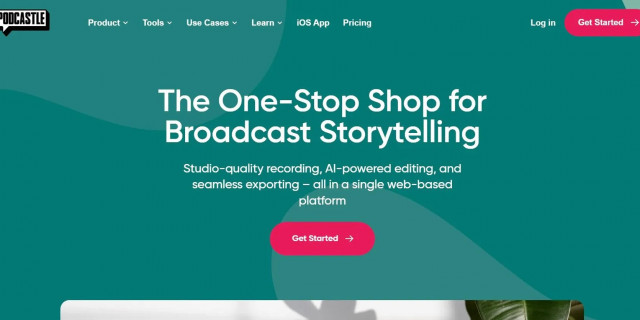 PODCASTLE
Product Tools Use Cases Learn iOS App Pricing Log in Get Started
The One-Stop Shop for
Broadcast Storytelling
Studio-quality recording, AI-powered editing, and
seamless exporting – all in a single web-based
platform
Get Started